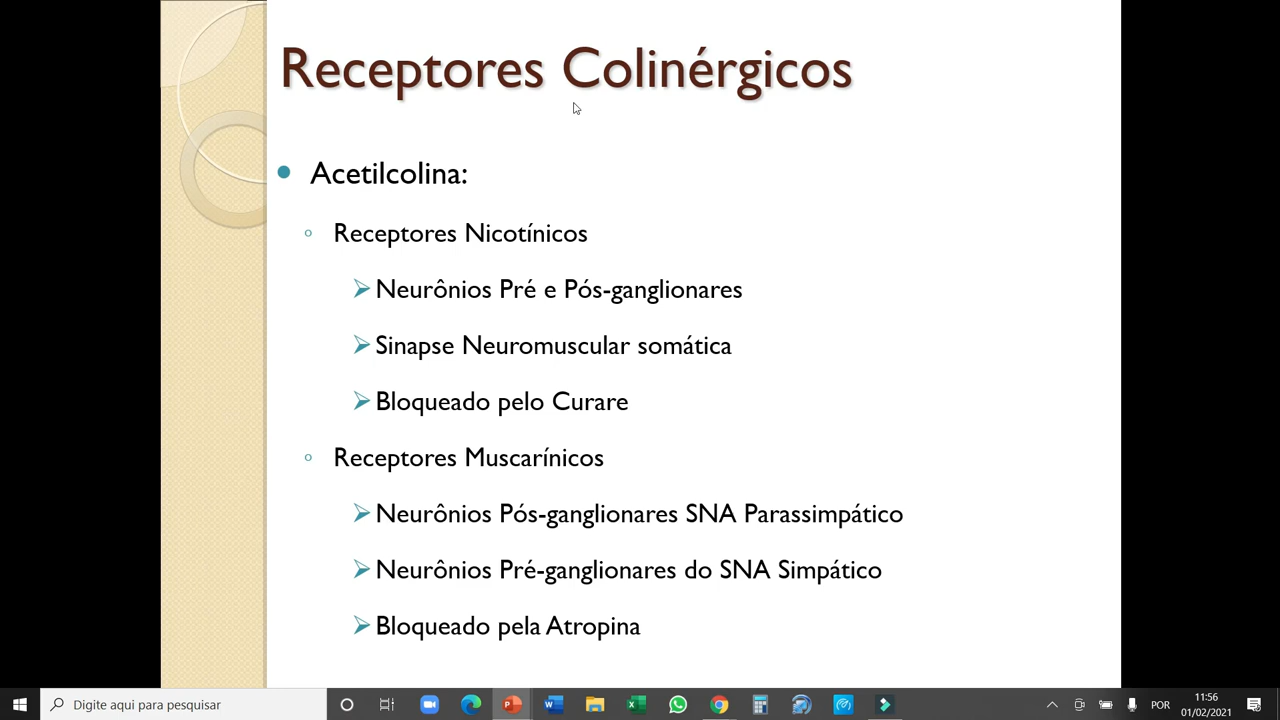 Receptores Colinérgicos
Acetilcolina:
Receptores Nicotínicos
Neurônios Pré e Pós-ganglionares
Sinapse Neuromuscular somática
Bloqueado pelo Curare
Receptores Muscarínicos
Neurônios Pós-ganglionares SNA Parassimpático
Neurônios Pré-ganglionares do SNA Simpático
Bloqueado pela Atropina
Digite aqui para pesquisar
POR
11:56
01/02/2021